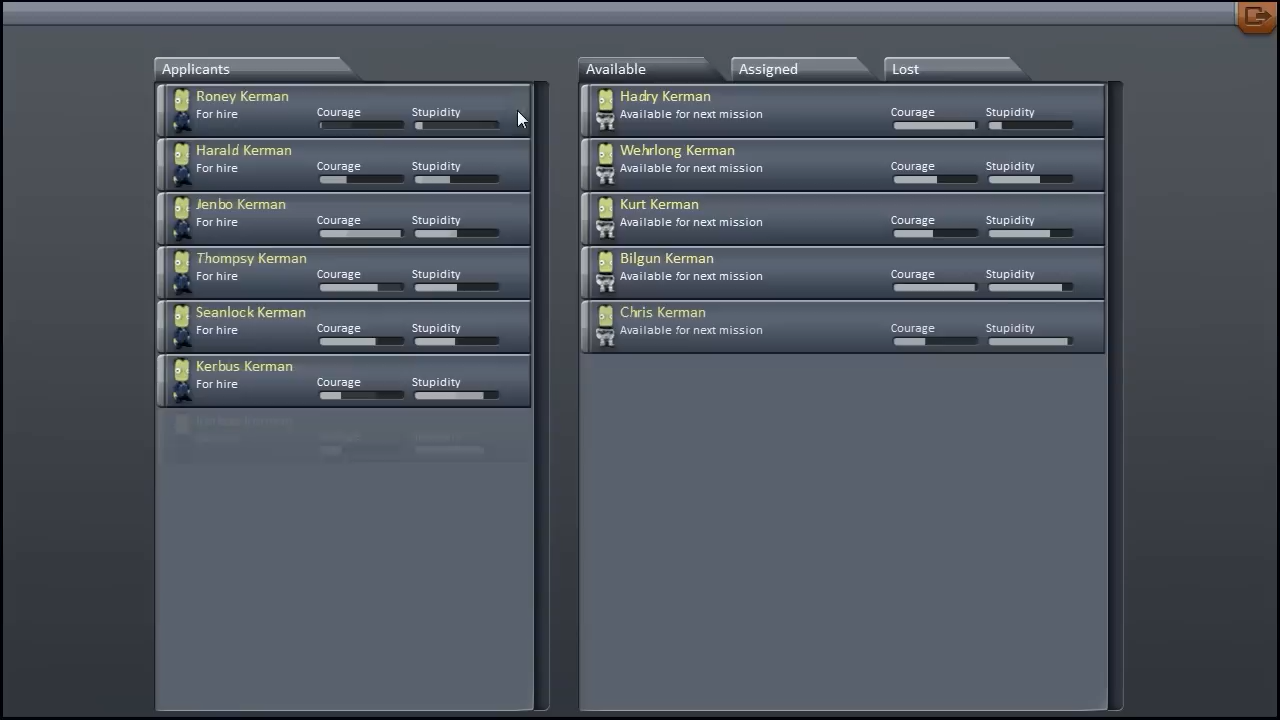 Applicants
Roney Kerman
For hire
Courage Stupidity
Harald Kerman
For hire
Courage Stupidity
Jenbo Kerman
For hire
Courage Stupidity
Thompsy Kerman
For hire
Courage Stupidity
Seanlock Kerman
For hire
Courage Stupidity
Kerbus Kerman
For hire
Courage Stupidity
Available Assigned Lost
Hadry Kerman
Available for next mission
Courage Stupidity
Wehrlong Kerman
Available for next mission
Courage Stupidity
Kurt Kerman
Available for next mission
Courage Stupidity
Bilgun Kerman
Available for next mission
Courage Stupidity
Chris Kerman
Available for next mission
Courage Stupidity